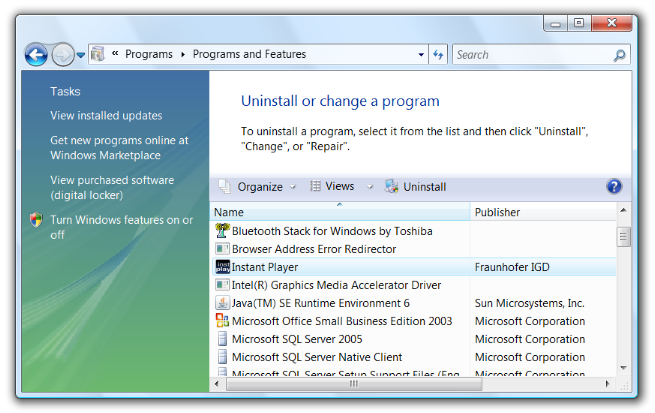 « Programs ▸ Programs and Features
Search
Tasks
View installed updates
Get new programs online at
Windows Marketplace
View purchased software
(digital locker)
Turn Windows features on or
off
Uninstall or change a program
To uninstall a program, select it from the list and then click "Uninstall",
"Change", or "Repair".
Organize Views Uninstall
Name Publisher
Bluetooth Stack for Windows by Toshiba
Browser Address Error Redirector
Instant Player Fraunhofer IGD
Intel(R) Graphics Media Accelerator Driver
Java(TM) SE Runtime Environment 6 Sun Microsystems, Inc.
Microsoft Office Small Business Edition 2003 Microsoft Corporation
Microsoft SQL Server 2005 Microsoft Corporation
Microsoft SQL Server Native Client Microsoft Corporation
Microsoft SQL Server Setup Support Files (Eng Microsoft Corporation